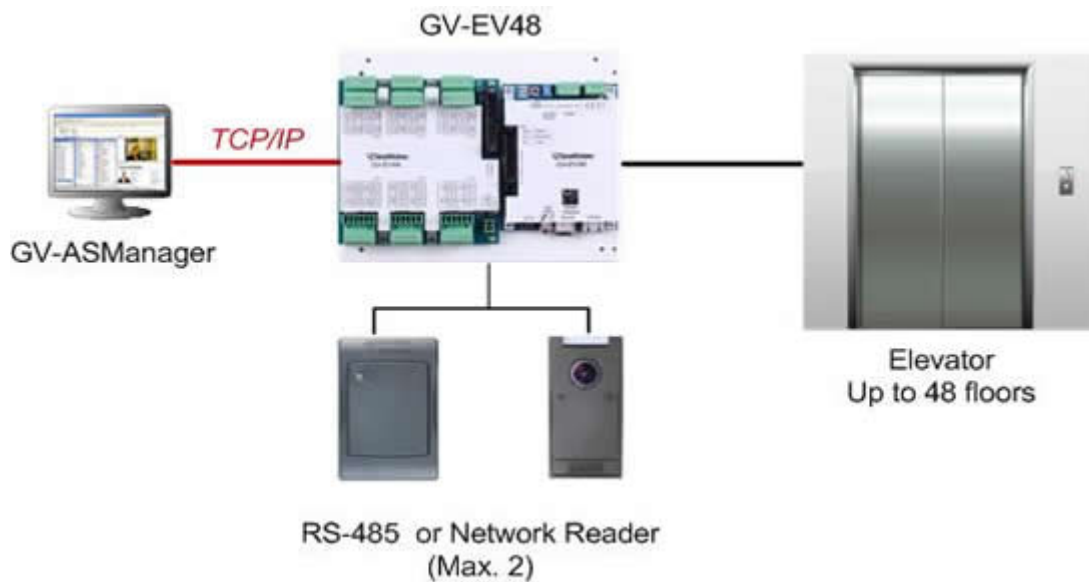 GV-EV48
TCP/IP
GV-ASManager
Elevator
Up to 48 floors
RS-485 or Network Reader
(Max. 2)